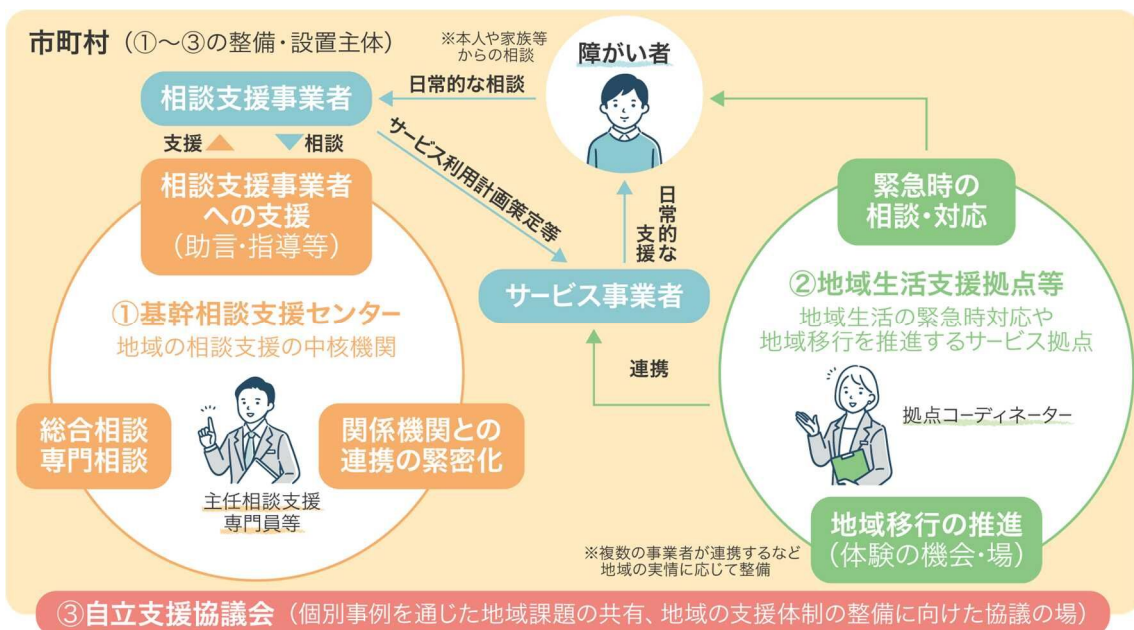 市町村（①～③の整備・設置主体）
※本人や家族等
からの相談
障がい者
日常的な相談
相談支援事業者
支援
相談
サービス利用計画策定等
日常的な
支援
相談支援事業者
への支援
（助言・指導等）
緊急時の
相談・対応
サービス事業者
①基幹相談支援センター
地域の相談支援の中核機関
②地域生活支援拠点等
地域生活の緊急時対応や
地域移行を推進するサービス拠点
連携
拠点コーディネーター
総合相談
専門相談
関係機関との
連携の緊密化
主任相談支援
専門員等
地域移行の推進
（体験の機会・場）
※複数の事業者が連携するなど
地域の実情に応じて整備
③自立支援協議会（個別事例を通じた地域課題の共有、地域の支援体制の整備に向けた協議の場）